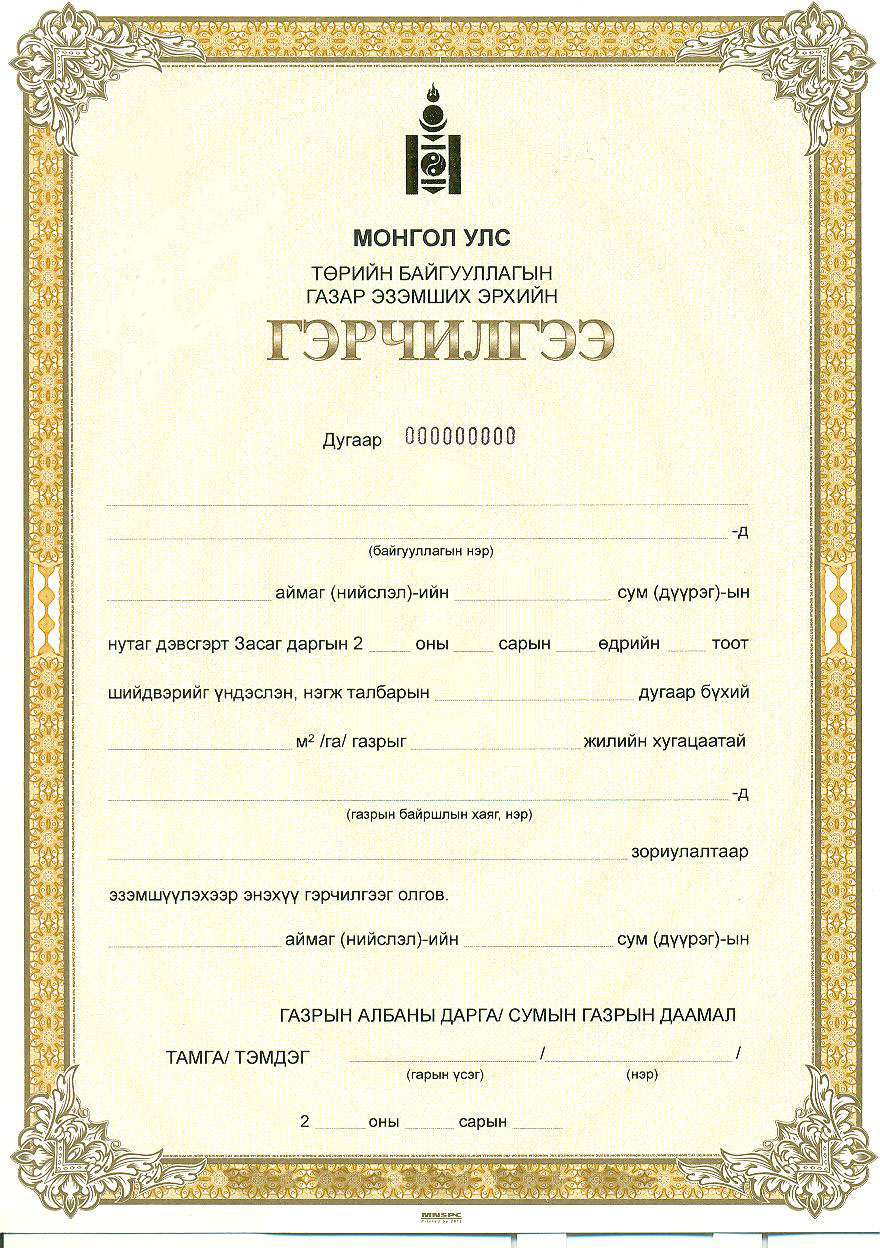 МОНГОЛ УЛС
ТӨРИЙН БАЙГУУЛЛАГЫН
ГАЗАР ЭЗЭМШИХ ЭРХИЙН
ГЭРЧИЛГЭЭ
Дугаар 000000000
-д
(байгууллагын нэр)
аймаг (нийслэл)-ийн сум (дүүрэг)-ын
нутаг дэвсгэрт Засаг даргын 2 оны сарын өдрийн тоот
шийдвэрийг үндэслэн, нэгж талбарын дугаар бүхий
м² /га/ газрыг жилийн хугацаатай
-д
(газрын байршлын хаяг, нэр)
зориулалтаар
эзэмшүүлэхээр энэхүү гэрчилгээг олгов.
аймаг (нийслэл)-ийн сум (дүүрэг)-ын
ГАЗРЫН АЛБАНЫ ДАРГА/ СУМЫН ГАЗРЫН ДААМАЛ
ТАМГА/ ТЭМДЭГ / /
(гарын үсэг) (нэр)
2 оны сарын
MNSPC